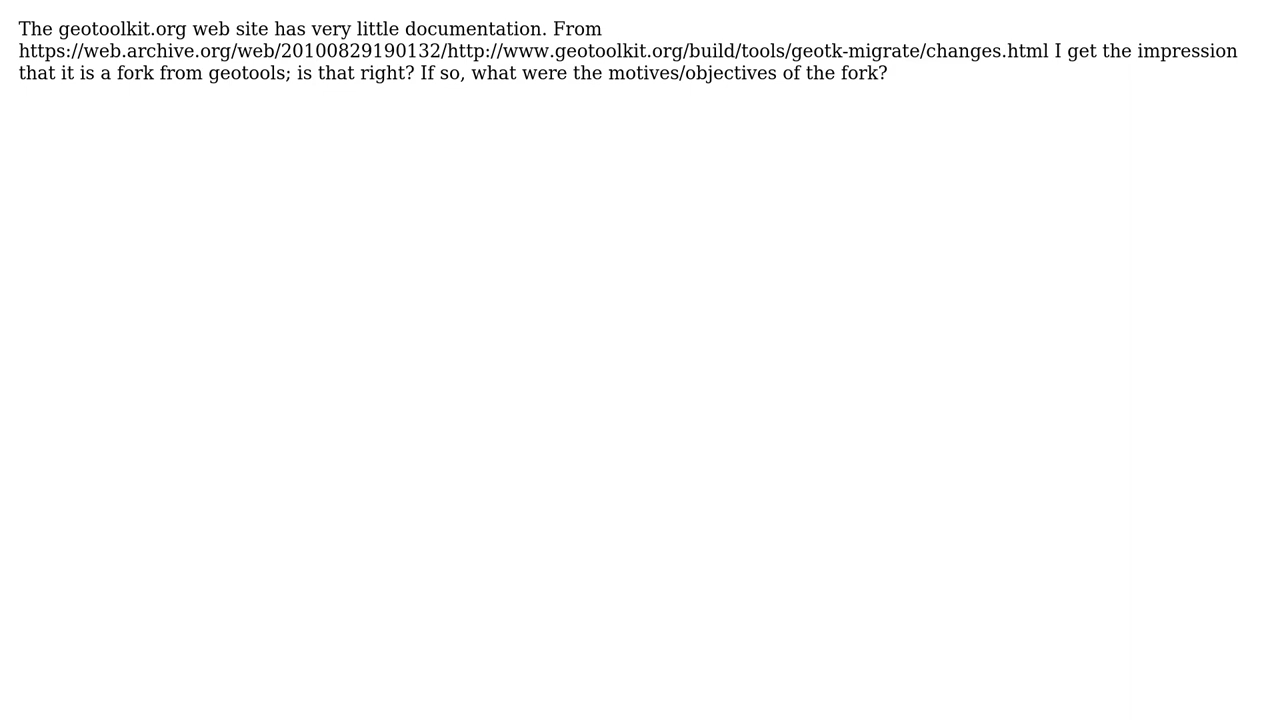 The geotoolkit.org web site has very little documentation. From
https://web.archive.org/web/20100829190132/http://www.geotoolkit.org/build/tools/geotk-migrate/changes.html I get the impression
that it is a fork from geotools; is that right? If so, what were the motives/objectives of the fork?